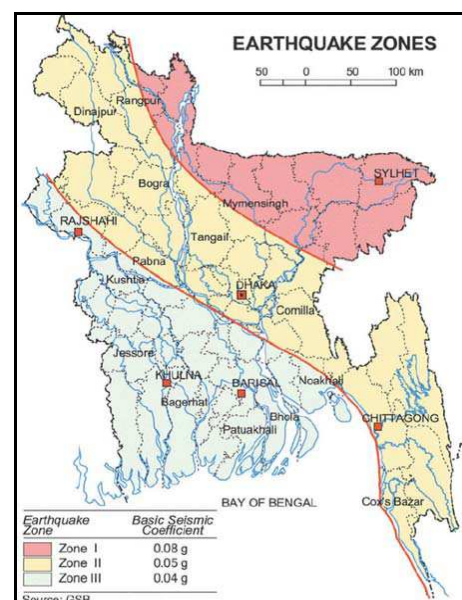 EARTHQUAKE ZONES
50 0 50 100 km
Rangpur
Dinajpur
SYLHET
Bogra
Mymensingh
RAJSHAHI
Tangail
Pabna
Kushtia
DHAKA
Comilla
Jessore
KHULNA
BARISAL
Noakhali
Bagerhat
Bhola
Patuakhali
CHITTAGONG
BAY OF BENGAL
Cox's Bazar
Earthquake Zone Basic Seismic Coefficient
Zone I 0.08 g
Zone II 0.05 g
Zone III 0.04 g
Source: GSB